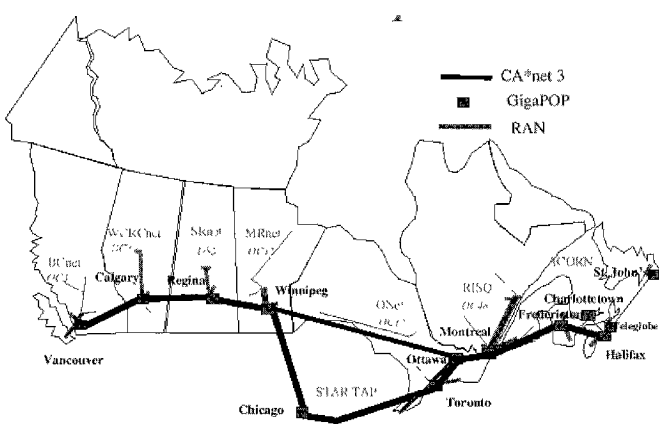 CA*net 3
GigaPOP
RAN
BCnet
Calgary
SRnet
Regina
MRnet
Winnipeg
Vancouver
Chicago
STAR TAP
Toronto
Ottawa
Montreal
RISQ
ACORN
St. John's
Charlottetown
Fredericton
Teleglobe
Halifax